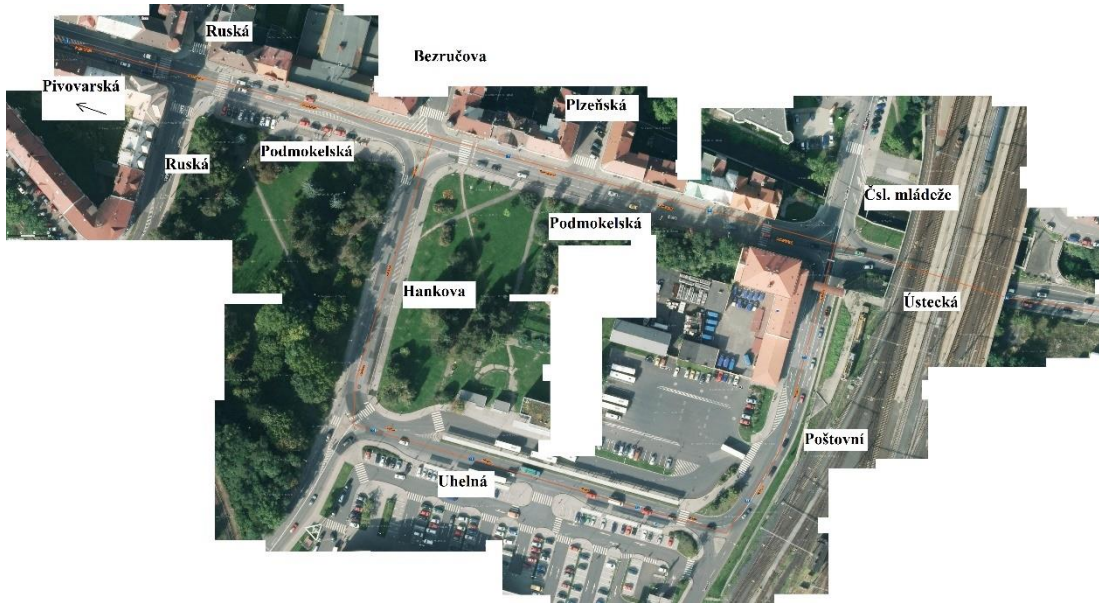 Ruská
Bezručova
Pivovarská
Plzeňská
Podmokelská
Ruská
Čsl. mládeže
Podmokelská
Hankova
Ústecká
Poštovní
Uhelná